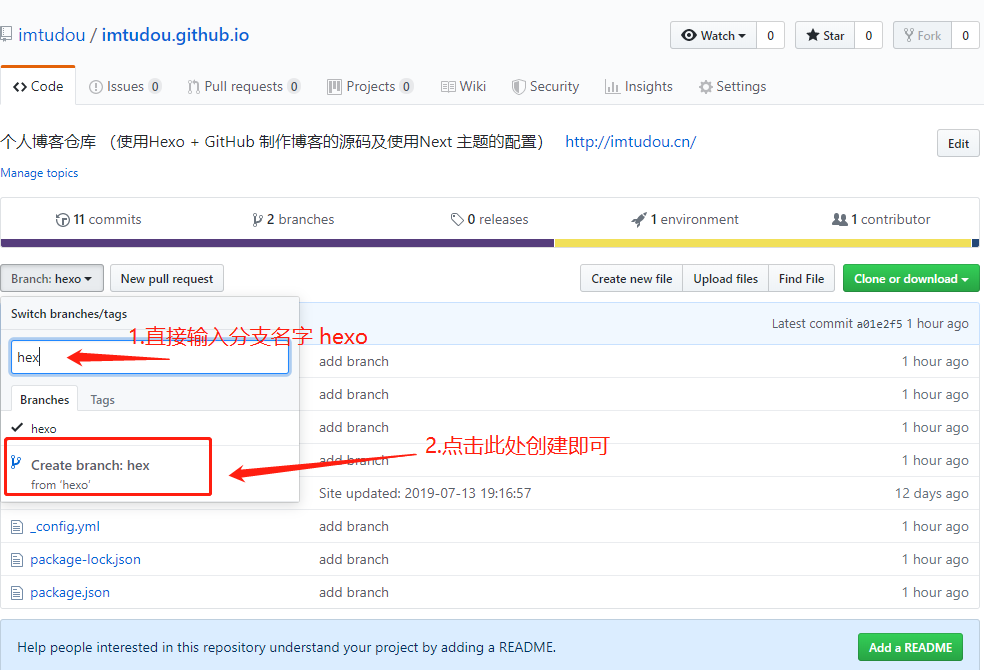 imtudou / imtudou.github.io
Watch 0 Star 0 Fork 0
Code Issues 0 Pull requests 0 Projects 0 Wiki Security Insights Settings
个人博客仓库 （使用Hexo + GitHub 制作博客的源码及使用Next 主题的配置） http://imtudou.cn/ Edit
Manage topics
11 commits 2 branches 0 releases 1 environment 1 contributor
Branch: hexo New pull request Create new file Upload files Find File Clone or download
Switch branches/tags
Latest commit a01e2f5 1 hour ago
1.直接输入分支名字 hexo
hex
add branch 1 hour ago
add branch 1 hour ago
Branches Tags
add branch 1 hour ago
hexo
2.点击此处创建即可
add branch 1 hour ago
Create branch: hex
from ‘hexo’
Site updated: 2019-07-13 19:16:57 12 days ago
_config.yml add branch 1 hour ago
package-lock.json add branch 1 hour ago
package.json add branch 1 hour ago
Help people interested in this repository understand your project by adding a README. Add a README